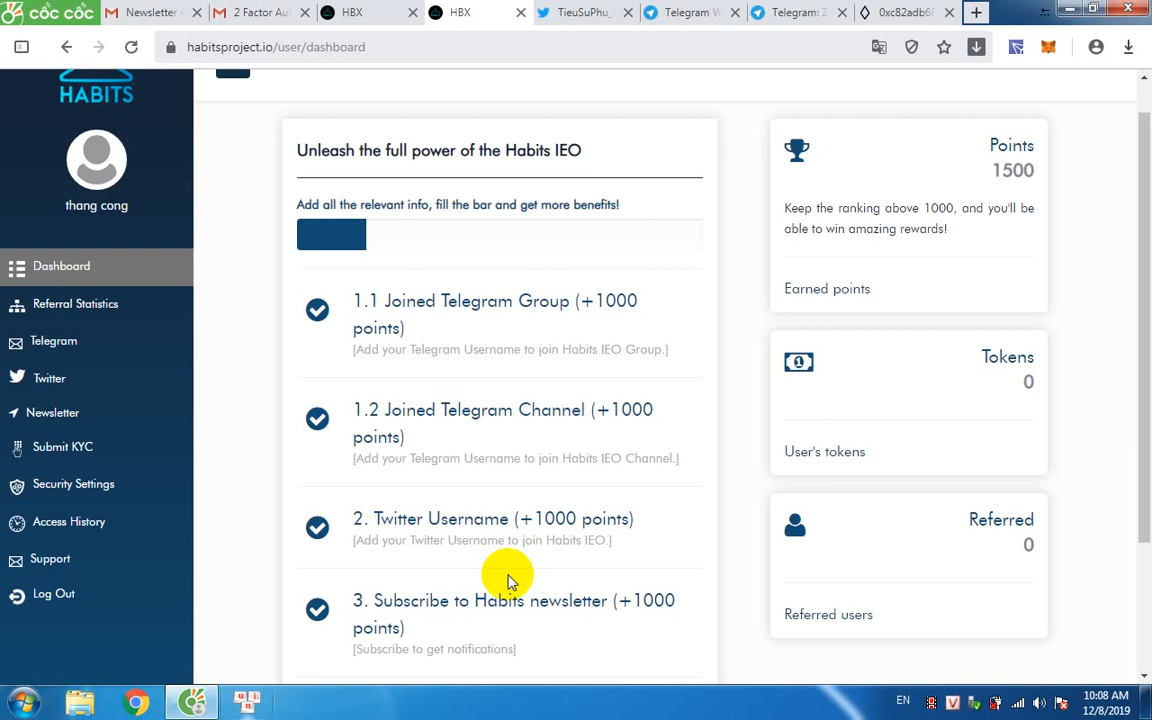 cốc cốc
Newsletter
2 Factor Au
HBX
HBX
TieuSuPhu_
Telegram W
Telegram: Z
0xc82adb6F
habitsproject.io/user/dashboard
HABITS
thang cong
Dashboard
Referral Statistics
Telegram
Twitter
Newsletter
Submit KYC
Security Settings
Access History
Support
Log Out
Unleash the full power of the Habits IEO
Add all the relevant info, fill the bar and get more benefits!
1.1 Joined Telegram Group (+1000
points)
[Add your Telegram Username to join Habits IEO Group.]
1.2 Joined Telegram Channel (+1000
points)
[Add your Telegram Username to join Habits IEO Channel.]
2. Twitter Username (+1000 points)
[Add your Twitter Username to join Habits IEO.]
3. Subscribe to Habits newsletter (+1000
points)
[Subscribe to get notifications]
Points
1500
Keep the ranking above 1000, and you'll be
able to win amazing rewards!
Earned points
Tokens
0
User's tokens
Referred
0
Referred users
EN
10:08 AM
12/8/2019